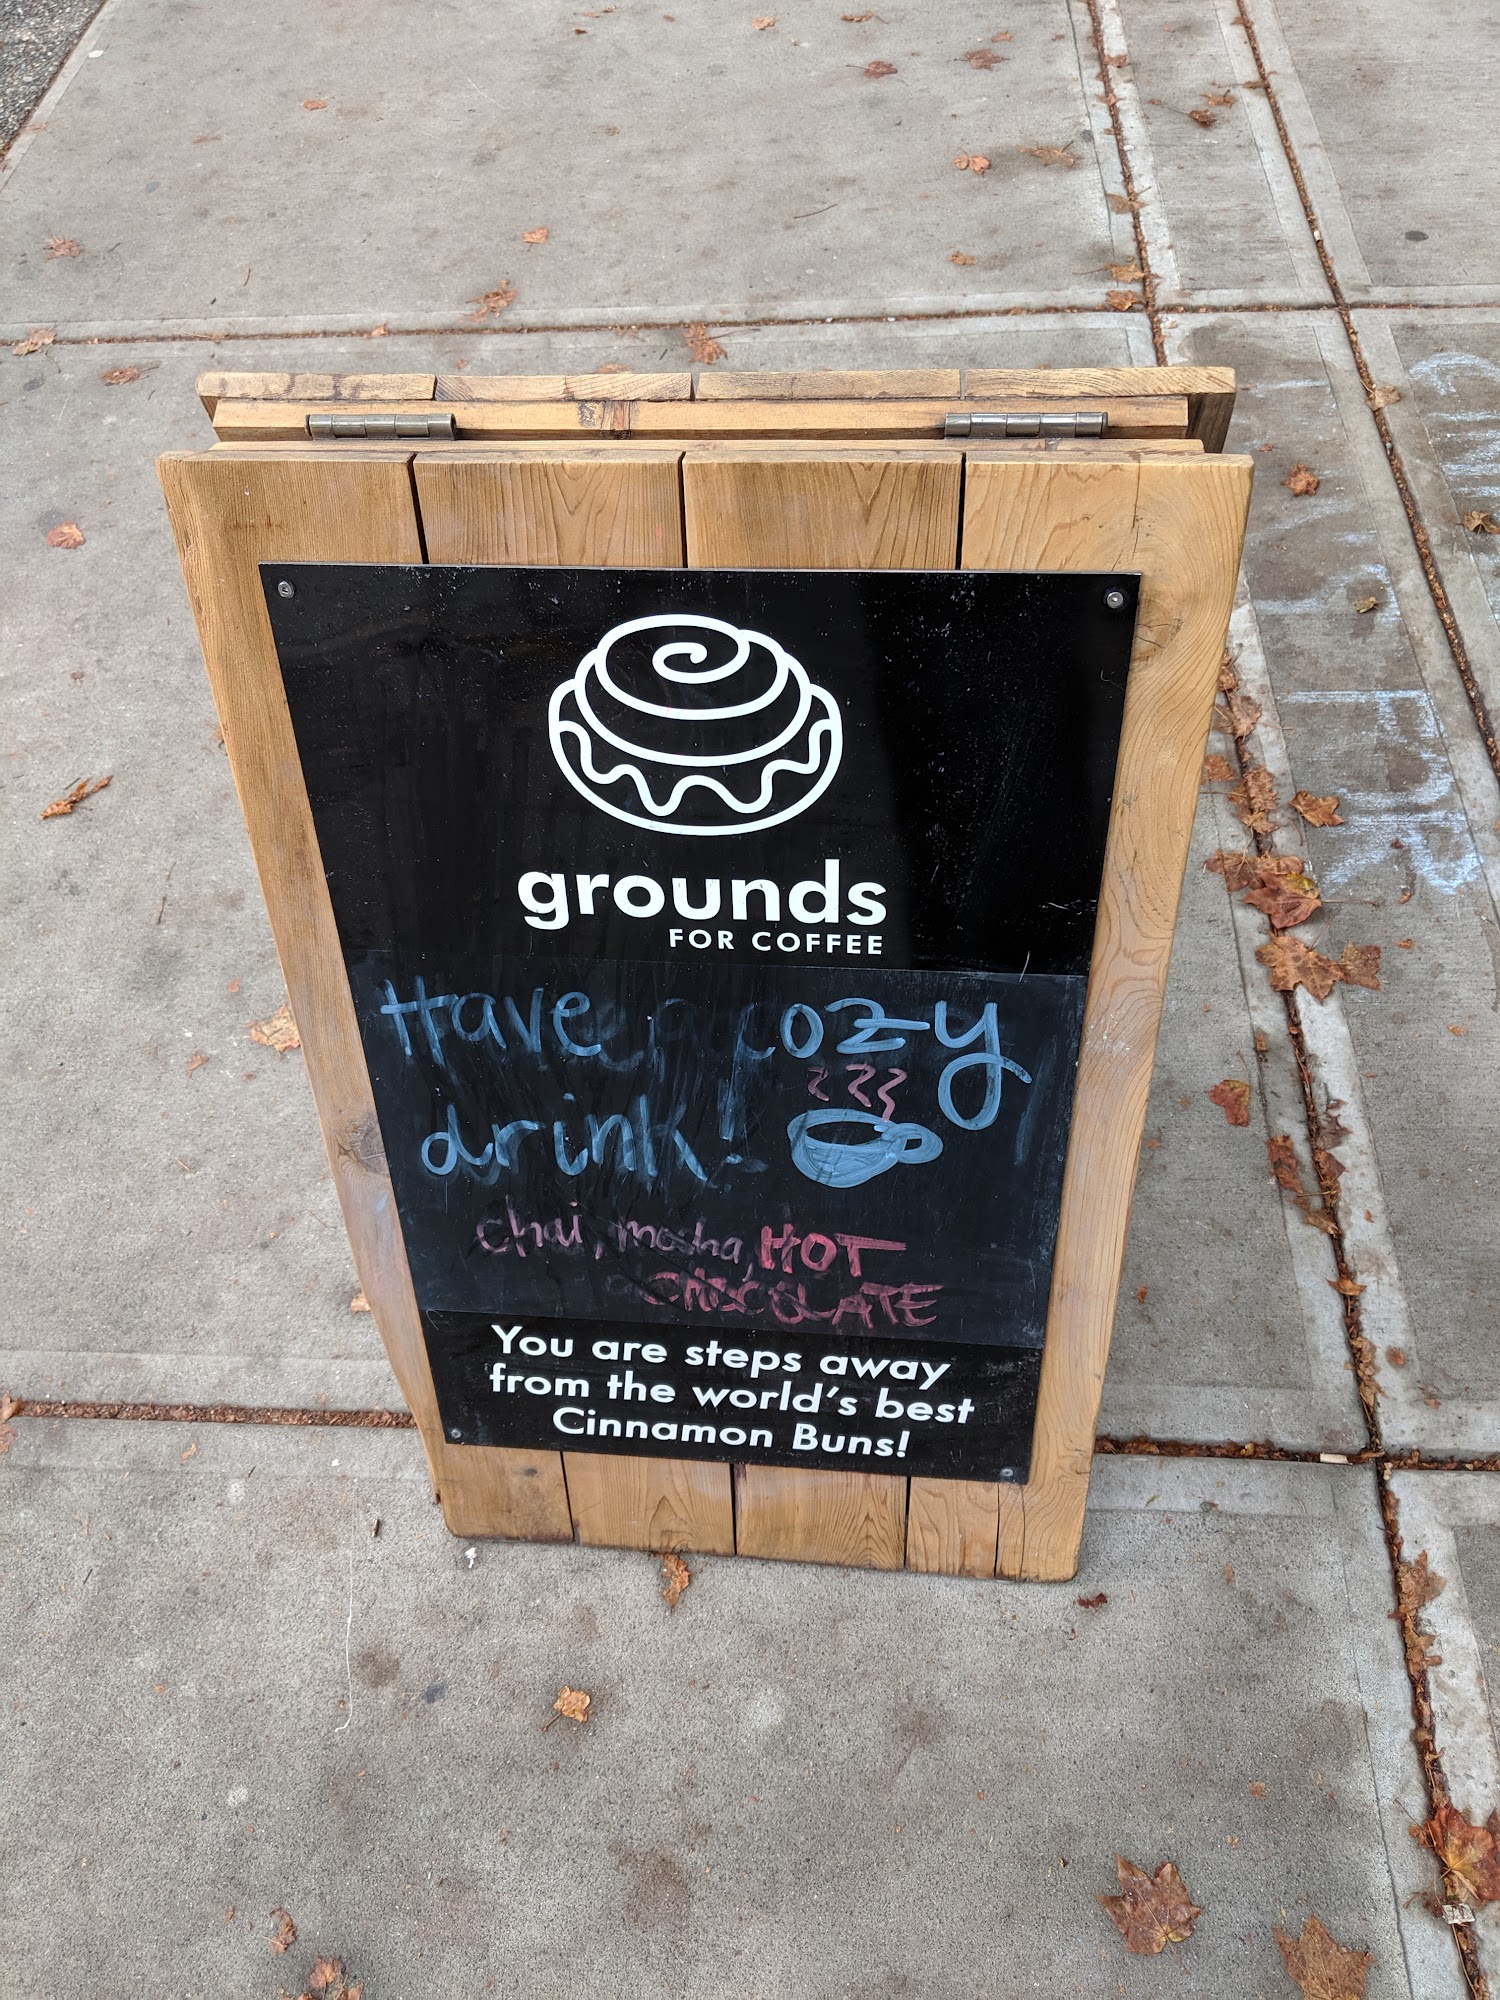 grounds
FOR COFFEE
Have a cozy
drink!
chai, mocha, HOT
CHOCOLATE
You are steps away
from the world's best
Cinnamon Buns!